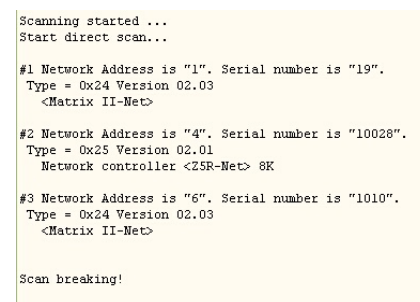 Scanning started ...
Start direct scan...
#1 Network Address is "1". Serial number is "19".
Type = 0x24 Version 02.03
<Matrix II-Net>
#2 Network Address is "4". Serial number is "10028".
Type = 0x25 Version 02.01
Network controller <Z5R-Net> 8K
#3 Network Address is "6". Serial number is "1010".
Type = 0x24 Version 02.03
<Matrix II-Net>
Scan breaking!